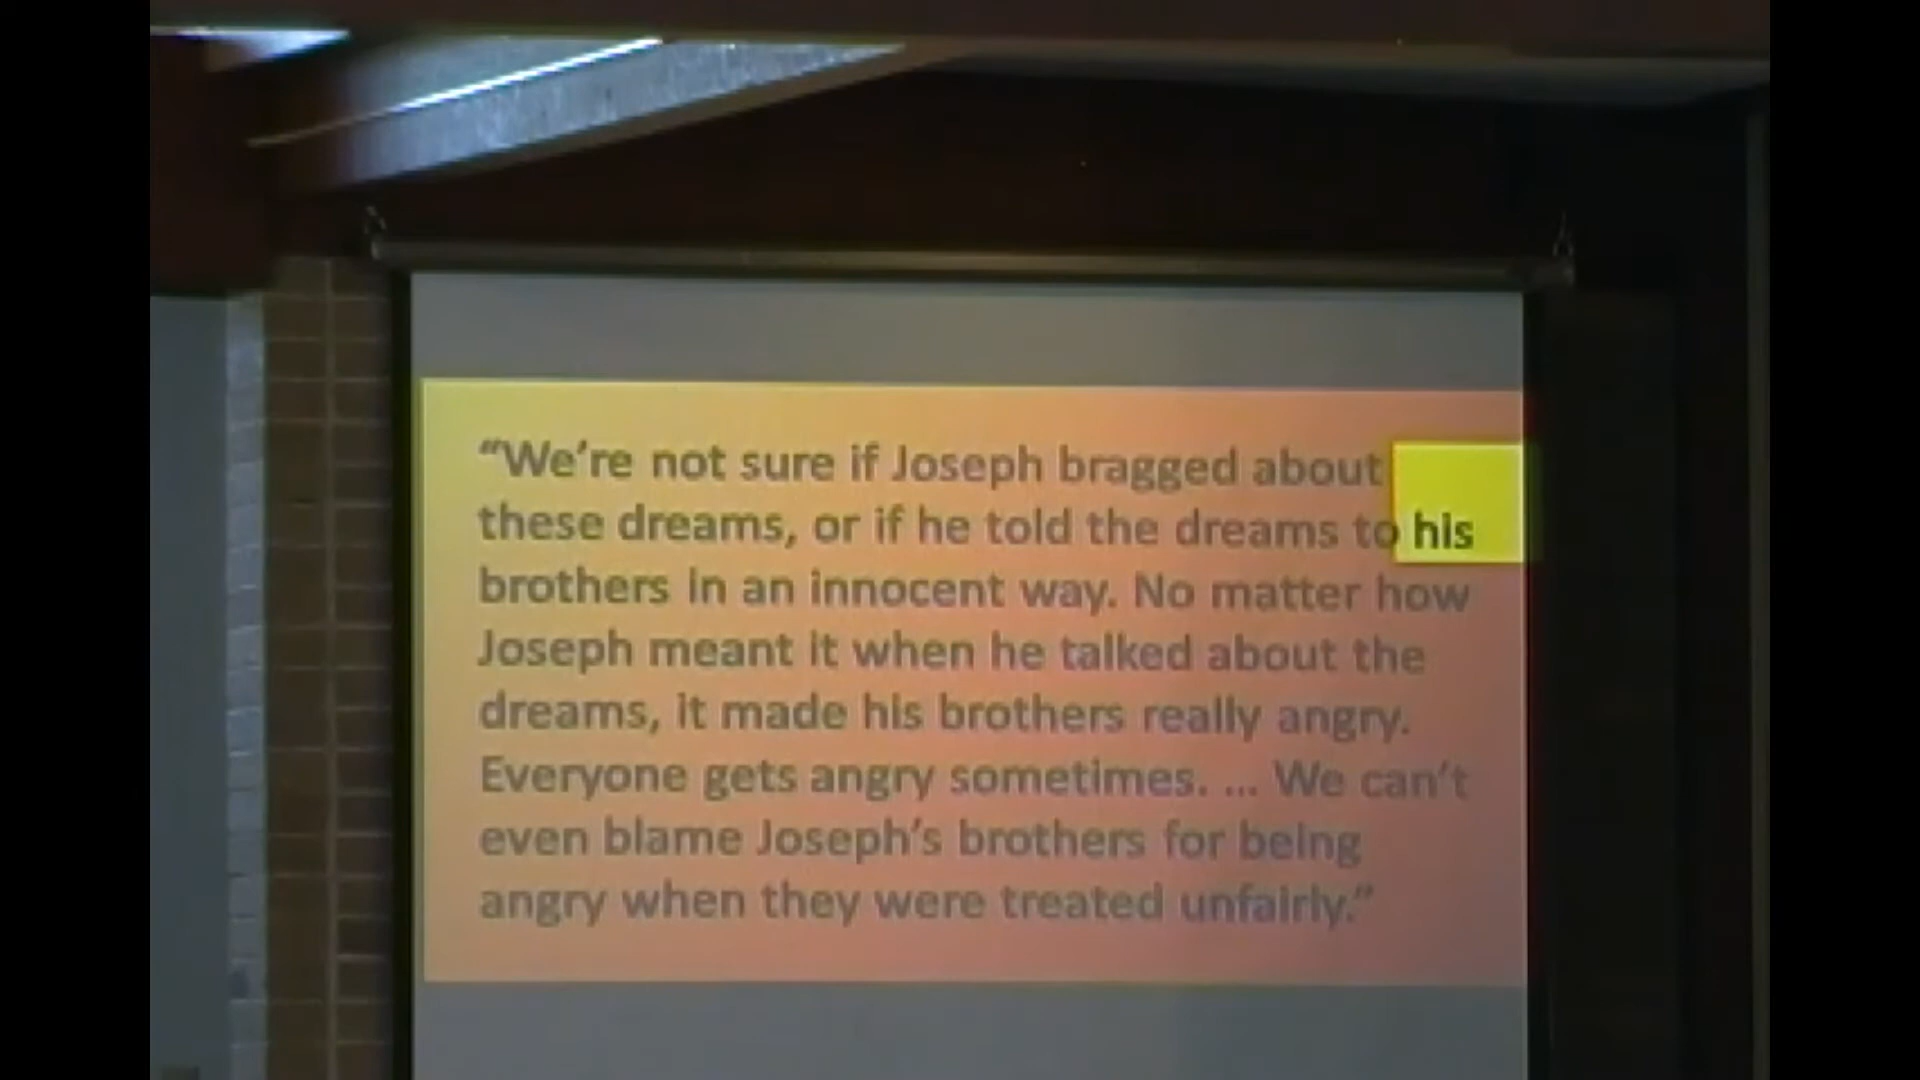 “We’re not sure if Joseph bragged about
these dreams, or if he told the dreams to his
brothers in an innocent way. No matter how
Joseph meant it when he talked about the
dreams, it made his brothers really angry.
Everyone gets angry sometimes. ... We can’t
even blame Joseph’s brothers for being
angry when they were treated unfairly.”